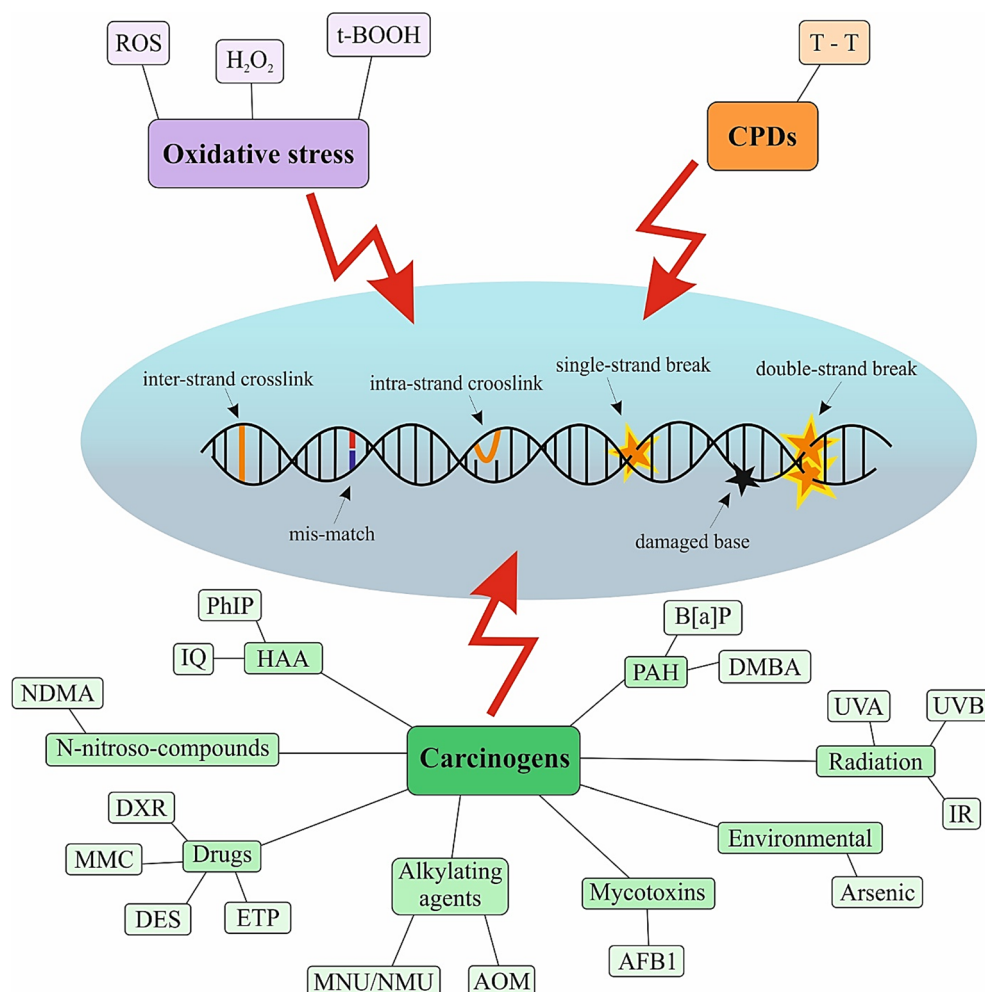 ROS
H₂O₂
t-BOOH
T - T
Oxidative stress
CPDs
inter-strand crosslink
intra-strand crooslink
single-strand break
double-strand break
mis-match
damaged base
PhIP
IQ
HAA
B[a]P
PAH
DMBA
NDMA
N-nitroso-compounds
Carcinogens
UVA
UVB
Radiation
IR
DXR
MMC
Drugs
DES
ETP
Alkylating
agents
MNU/NMU
AOM
Mycotoxins
AFB1
Environmental
Arsenic